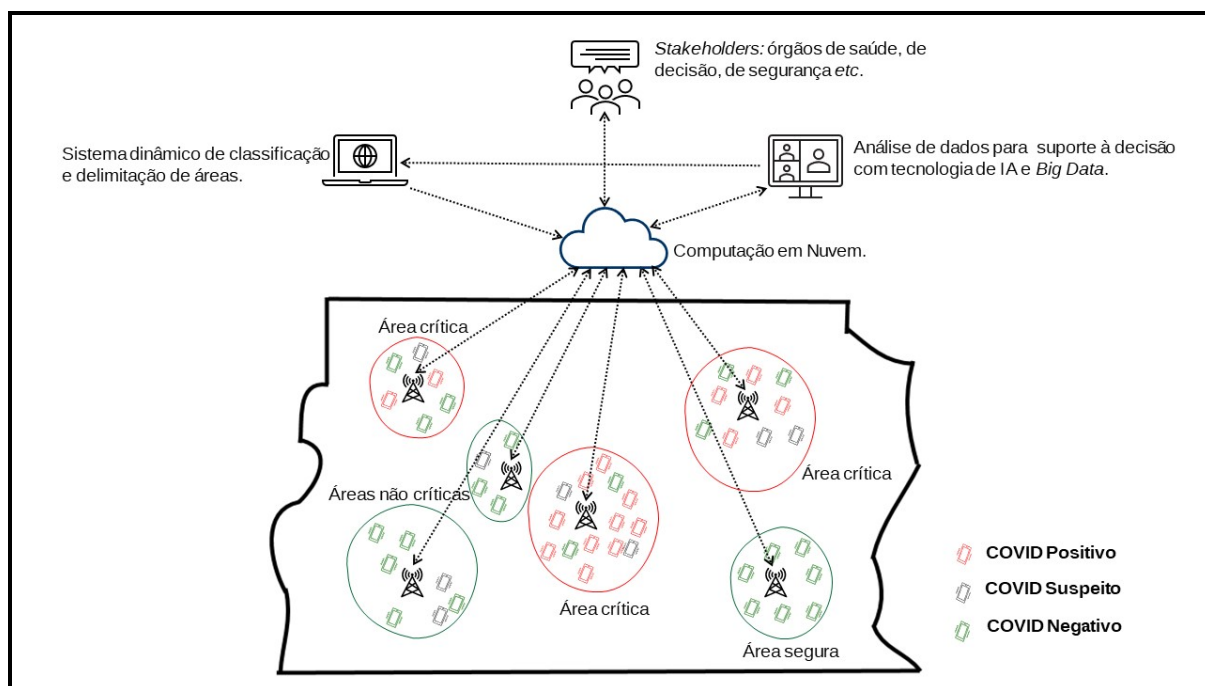 Stakeholders: órgãos de saúde, de
decisão, de segurança etc.
Sistema dinâmico de classificação
e delimitação de áreas.
Análise de dados para suporte à decisão
com tecnologia de IA e Big Data.
Computação em Nuvem.
Área crítica
Área crítica
Áreas não críticas
Área crítica
Área segura
COVID Positivo
COVID Suspeito
COVID Negativo